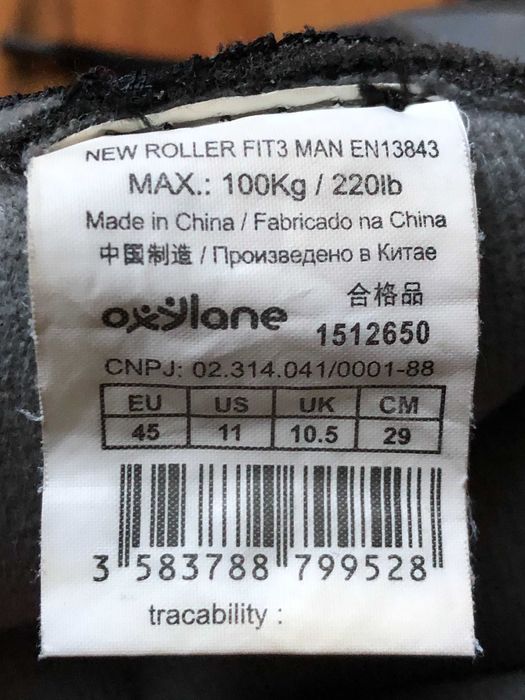 NEW ROLLER FIT3 MAN EN13843
MAX.: 100Kg / 220lb
Made in China / Fabricado na China
中国制造 / Произведено в Китае
合格品
oxylane
1512650
CNPJ: 02.314.041/0001-88
EU US UK CM
45 11 10.5 29
3 583788 799528
tracability :